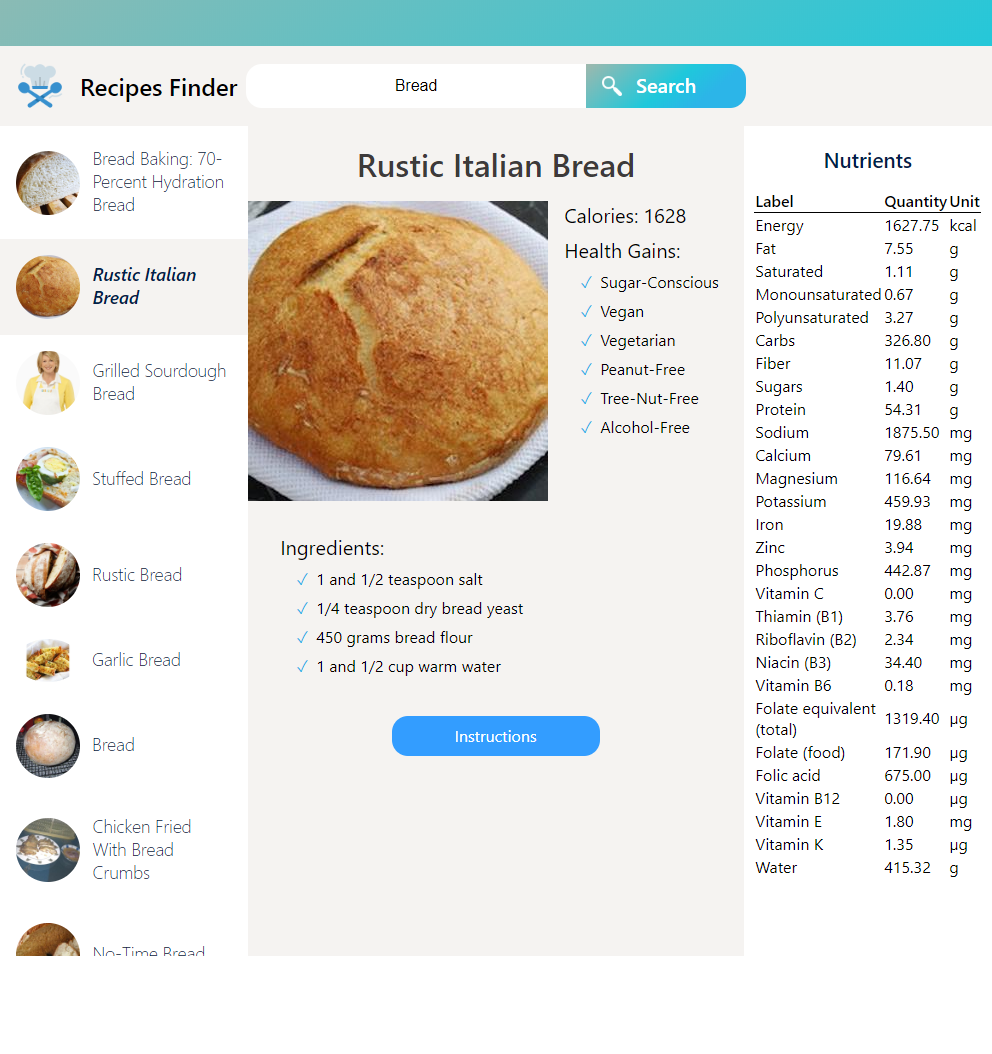 Recipes Finder
Bread
Search
Bread Baking: 70-
Percent Hydration
Bread
Rustic Italian
Bread
Grilled Sourdough
Bread
Stuffed Bread
Rustic Bread
Garlic Bread
Bread
Chicken Fried
With Bread
Crumbs
No-Time Bread
Rustic Italian Bread
Calories: 1628
Health Gains:
✓ Sugar-Conscious
✓ Vegan
✓ Vegetarian
✓ Peanut-Free
✓ Tree-Nut-Free
✓ Alcohol-Free
Ingredients:
✓ 1 and 1/2 teaspoon salt
✓ 1/4 teaspoon dry bread yeast
✓ 450 grams bread flour
✓ 1 and 1/2 cup warm water
Instructions
Nutrients
Label Quantity Unit
Energy 1627.75 kcal
Fat 7.55 g
Saturated 1.11 g
Monounsaturated 0.67 g
Polyunsaturated 3.27 g
Carbs 326.80 g
Fiber 11.07 g
Sugars 1.40 g
Protein 54.31 g
Sodium 1875.50 mg
Calcium 79.61 mg
Magnesium 116.64 mg
Potassium 459.93 mg
Iron 19.88 mg
Zinc 3.94 mg
Phosphorus 442.87 mg
Vitamin C 0.00 mg
Thiamin (B1) 3.76 mg
Riboflavin (B2) 2.34 mg
Niacin (B3) 34.40 mg
Vitamin B6 0.18 mg
Folate equivalent
(total) 1319.40 µg
Folate (food) 171.90 µg
Folic acid 675.00 µg
Vitamin B12 0.00 µg
Vitamin E 1.80 mg
Vitamin K 1.35 µg
Water 415.32 g